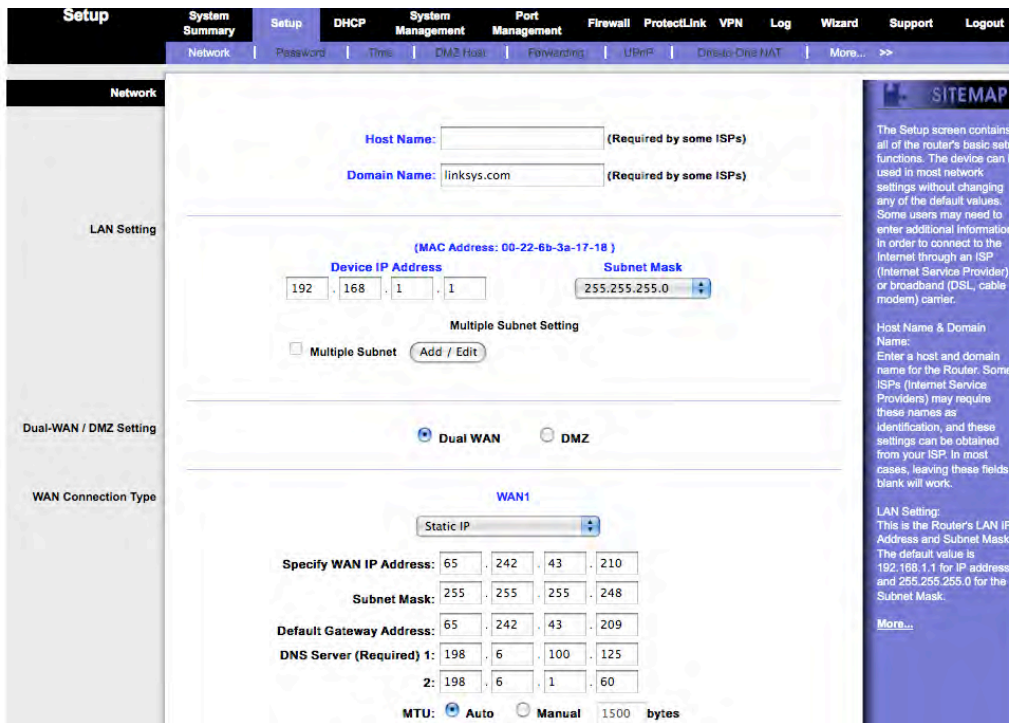 Setup
System Summary
Setup
DHCP
System Management
Port Management
Firewall
ProtectLink
VPN
Log
Wizard
Support
Logout
Network | Password | Time | DMZ Host | Forwarding | UPnP | One-to-One NAT | More... >>
Network
Host Name: (Required by some ISPs)
Domain Name: linksys.com (Required by some ISPs)
LAN Setting
(MAC Address: 00-22-6b-3a-17-18 )
Device IP Address Subnet Mask
192 . 168 . 1 . 1 255.255.255.0
Multiple Subnet Setting
Multiple Subnet Add / Edit
Dual-WAN / DMZ Setting
Dual WAN DMZ
WAN Connection Type
WAN1
Static IP
Specify WAN IP Address: 65 . 242 . 43 . 210
Subnet Mask: 255 . 255 . 255 . 248
Default Gateway Address: 65 . 242 . 43 . 209
DNS Server (Required) 1: 198 . 6 . 100 . 125
2: 198 . 6 . 1 . 60
MTU: Auto Manual 1500 bytes
SITEMAP
The Setup screen contains
all of the router's basic
functions. The device can
used in most network
settings without changing
any of the default values.
Some users may need to
enter additional information
in order to connect to the
Internet through an ISP
(Internet Service Provider)
or broadband (DSL, cable
modem) carrier.
Host Name & Domain
Name:
Enter a host and domain
name for the Router. Some
ISPs (Internet Service
Providers) may require
these names as
identification, and these
settings can be obtained
from your ISP. In most
cases, leaving these fields
blank will work.
LAN Setting:
This is the Router's LAN IP
Address and Subnet Mask
The default value is
192.168.1.1 for IP address
and 255.255.255.0 for the
Subnet Mask.
More...